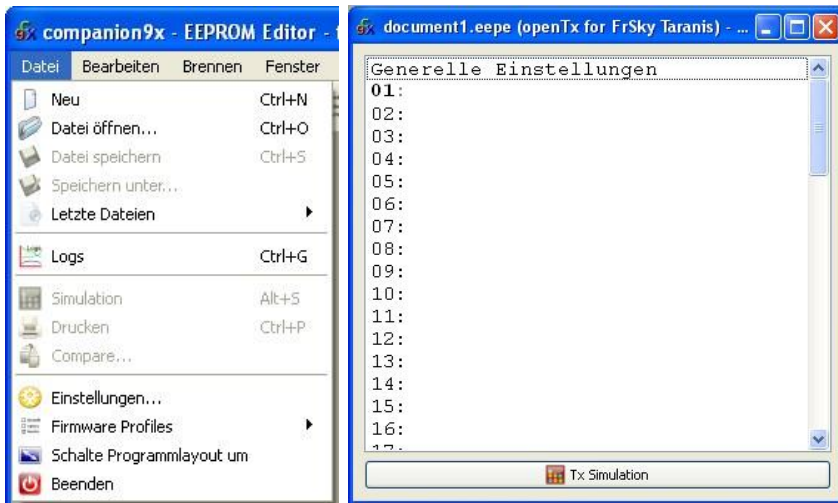 companion9x - EEPROM Editor -
Datei Bearbeiten Brennen Fenster
Neu Ctrl+N
Datei öffnen... Ctrl+O
Datei speichern Ctrl+S
Speichern unter...
Letzte Dateien
Logs Ctrl+G
Simulation Alt+S
Drucken Ctrl+P
Compare...
Einstellungen...
Firmware Profiles
Schalte Programmlayout um
Beenden
document1.eepe (openTx for FrSky Taranis) - ...
Generelle Einstellungen
01:
02:
03:
04:
05:
06:
07:
08:
09:
10:
11:
12:
13:
14:
15:
16:
17:
Tx Simulation